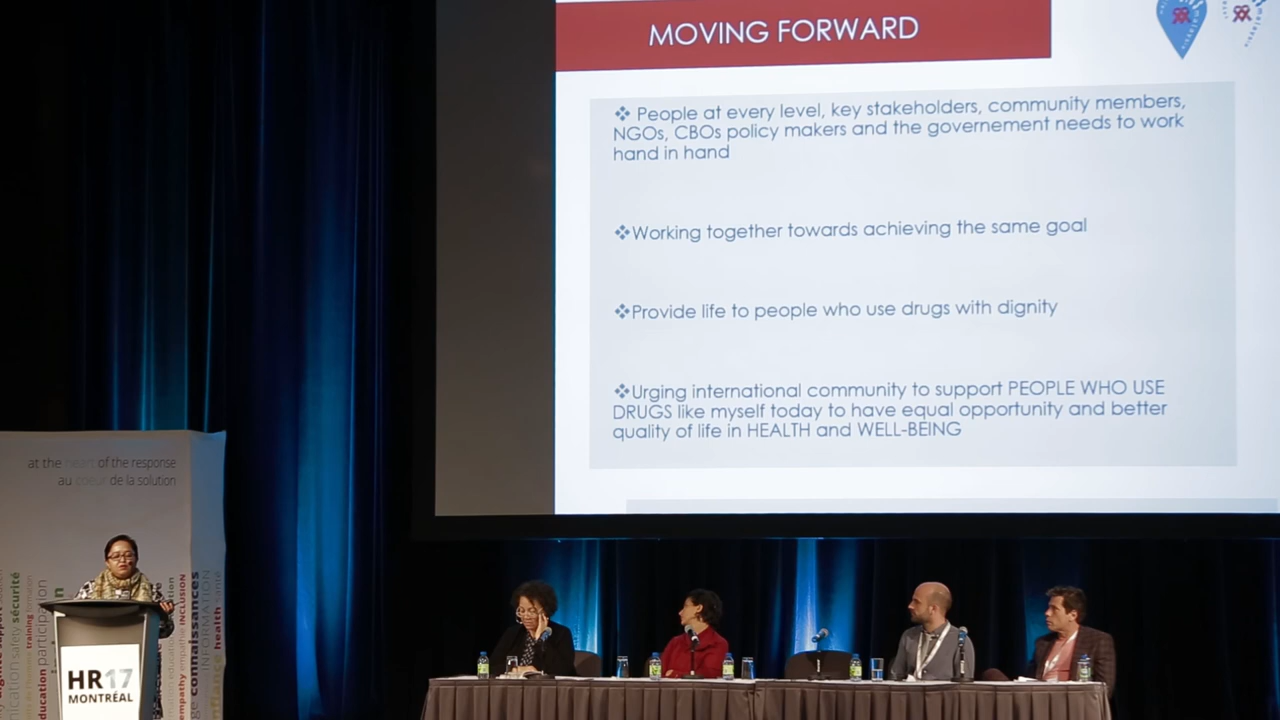 MOVING FORWARD
❖ People at every level, key stakeholders, community members,
NGOs, CBOs policy makers and the governement needs to work
hand in hand
❖Working together towards achieving the same goal
❖Provide life to people who use drugs with dignity
❖Urging international community to support PEOPLE WHO USE
DRUGS like myself today to have equal opportunity and better
quality of life in HEALTH and WELL-BEING
at the heart of the response
au coeur de la solution
HR17
MONTRÉAL
sécurité
safety
training
education participation
empathie INCLUSION
connaissances
INFORMATION
health santé